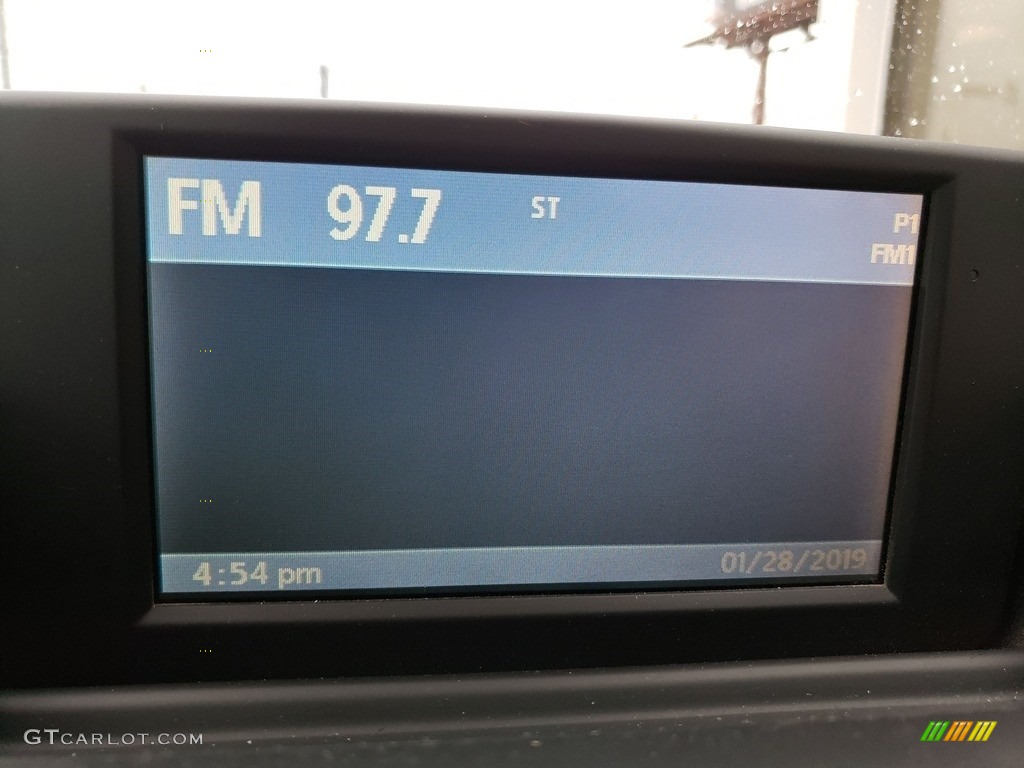 FM 97.7 ST P1
FM1
4:54 pm 01/28/2019
GTCARLOT.COM